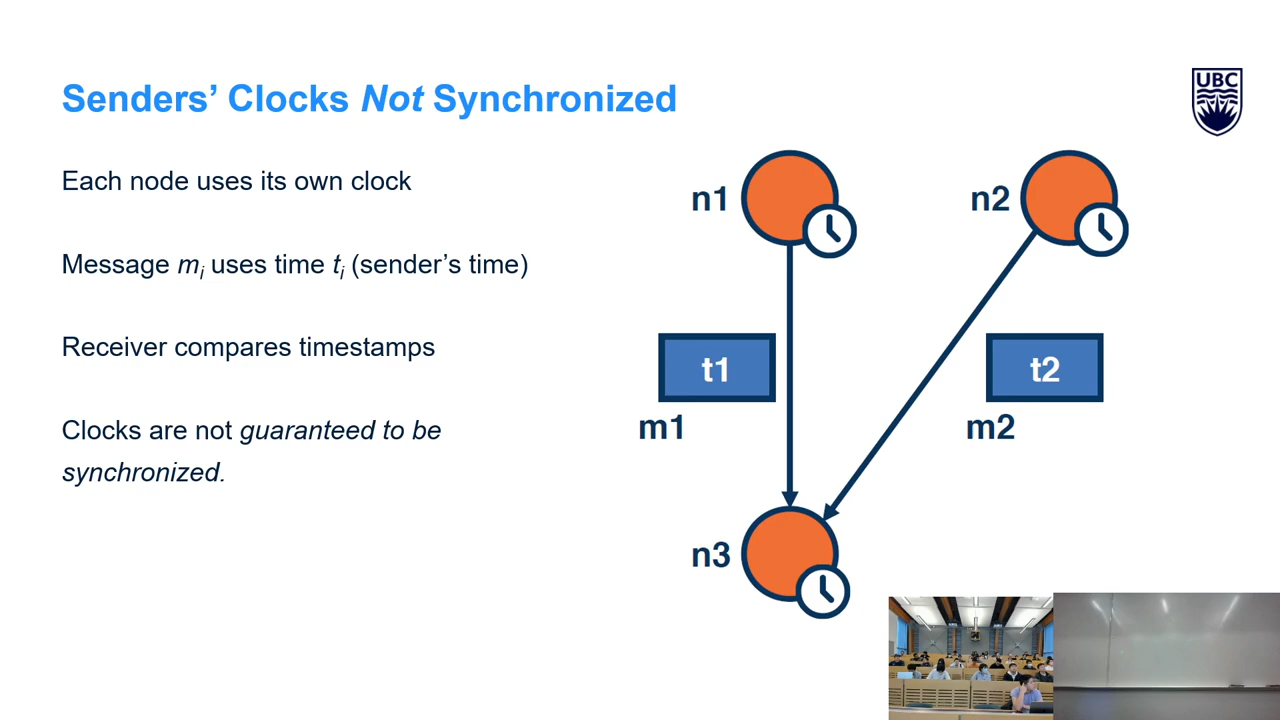 Senders’ Clocks Not Synchronized
UBC
Each node uses its own clock
Message mi uses time ti (sender’s time)
Receiver compares timestamps
Clocks are not guaranteed to be
synchronized.
n1
n2
t1
t2
m1
m2
n3